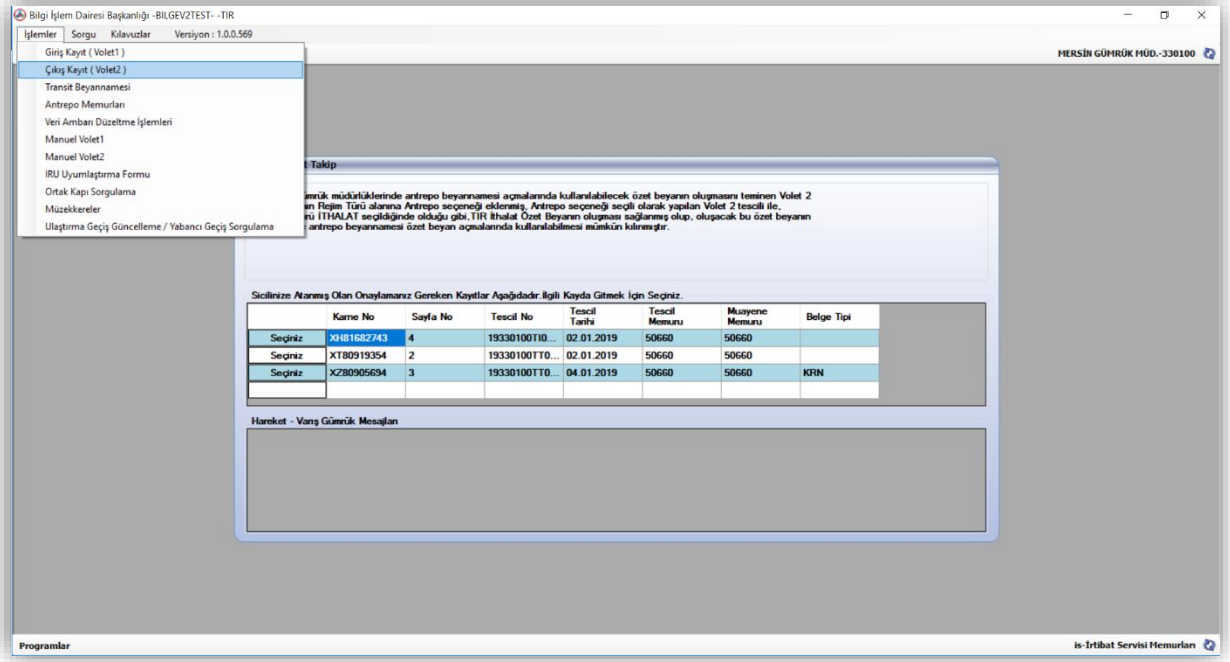 Bilgi İşlem Dairesi Başkanlığı -BILGEV2TEST- -TIR
İşlemler Sorgu Kılavuzlar Versiyon : 1.0.0.569
MERSİN GÜMRÜK MÜD.-330100
Giriş Kayıt ( Volet1 )
Çıkış Kayıt ( Volet2 )
Transit Beyannamesi
Antrepo Memurları
Veri Ambarı Düzeltme İşlemleri
Manuel Volet1
Manuel Volet2
IRU Uyumlaştırma Formu
Ortak Kapı Sorgulama
Müzekkereler
Ulaştırma Geçiş Güncelleme / Yabancı Geçiş Sorgulama
Takip
müdürlüklerinde antrepo beyannamesi açmalarında kullanılabilecek özet beyanın oluşmasını teminen Volet 2
Rejim Türü alanına Antrepo seçeneği eklenmiş, Antrepo seçeneği seçili olarak yapılan Volet 2 tescili ile,
İTHALAT seçildiğinde olduğu gibi,TIR İthalat Özet Beyanın oluşması sağlanmış olup, oluşacak bu özet beyanın
antrepo beyannamesi özet beyan açmalarında kullanılabilmesi mümkün kılınmıştır.
Sicilinize Atanmış Olan Onaylamanız Gereken Kayıtlar Aşağıdadır.İlgili Kayda Gitmek İçin Seçiniz.
Karne No Sayfa No Tescil No Tescil Tarihi Tescil Memuru Muayene Memuru Belge Tipi
Seçiniz XH81682743 4 19330100TI0... 02.01.2019 50660 50660
Seçiniz XT80919354 2 19330100TT0... 02.01.2019 50660 50660
Seçiniz XZ80905694 3 19330100TT0... 04.01.2019 50660 50660 KRN
Hareket - Varış Gümrük Mesajları
Programlar
is-İrtibat Servisi Memurları